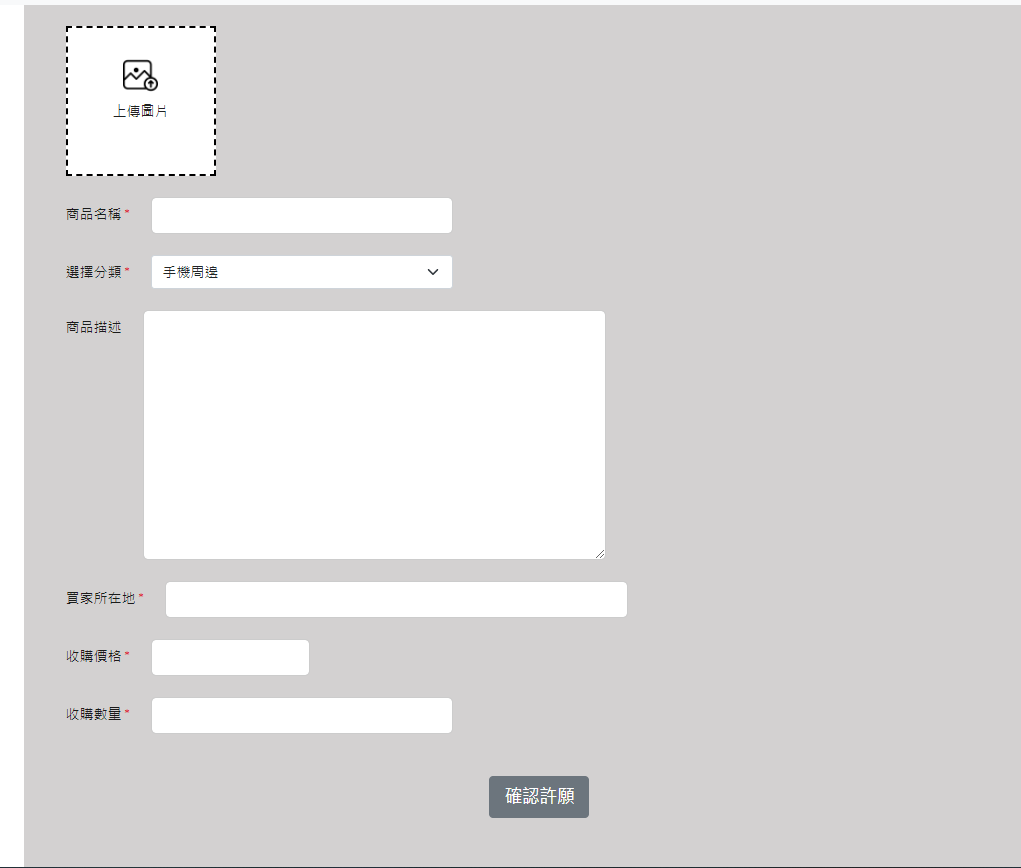 上傳圖片
商品名稱*
選擇分類* 手機周邊
商品描述
買家所在地*
收購價格*
收購數量*
確認許願